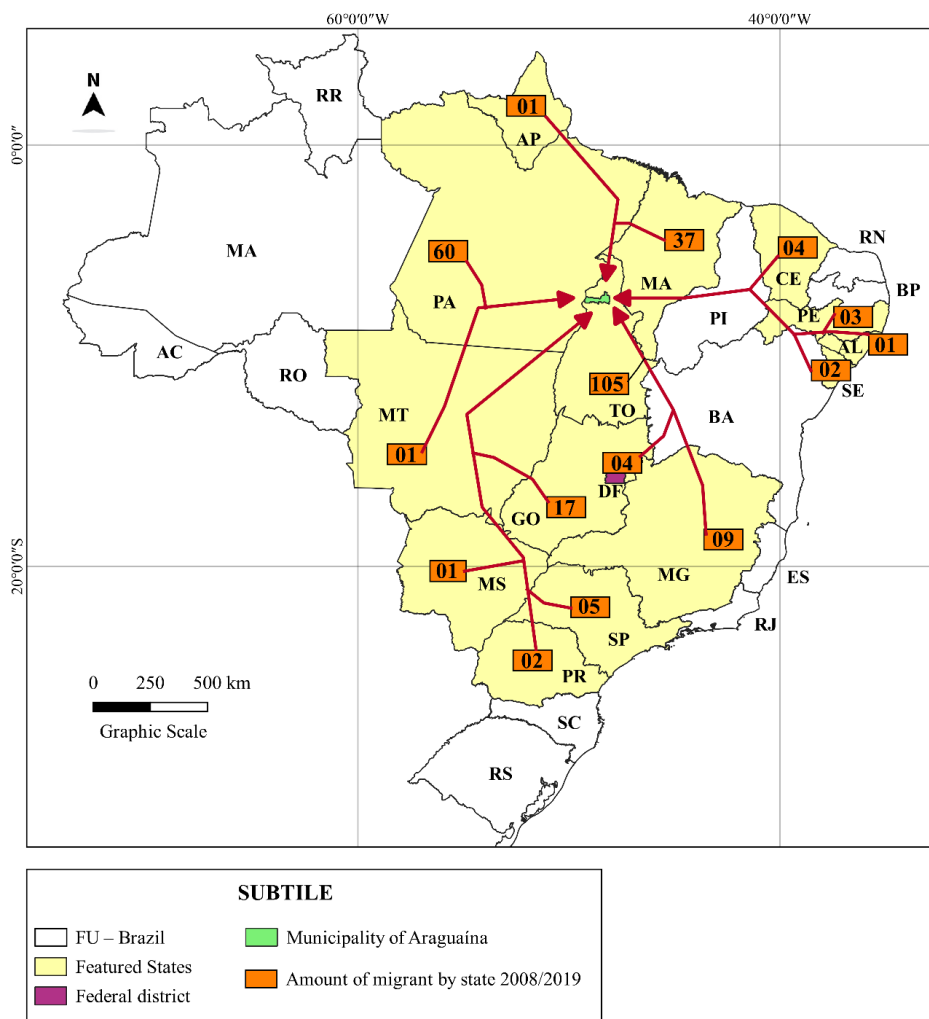 60°0'0"W
40°0'0"W
N
RR
01
AP
0°0'0"
RN
60
37
04
MA
MA
CE
BP
PA
PE
03
PI
AL
01
AC
RO
02
105
SE
MT
TO
BA
01
04
DF
17
GO
09
20°0'0"S
01
MS
MG
ES
05
RJ
SP
02
PR
0 250 500 km
Graphic Scale
SC
RS
SUBTILE
FU – Brazil
Municipality of Araguaína
Featured States
Amount of migrant by state 2008/2019
Federal district